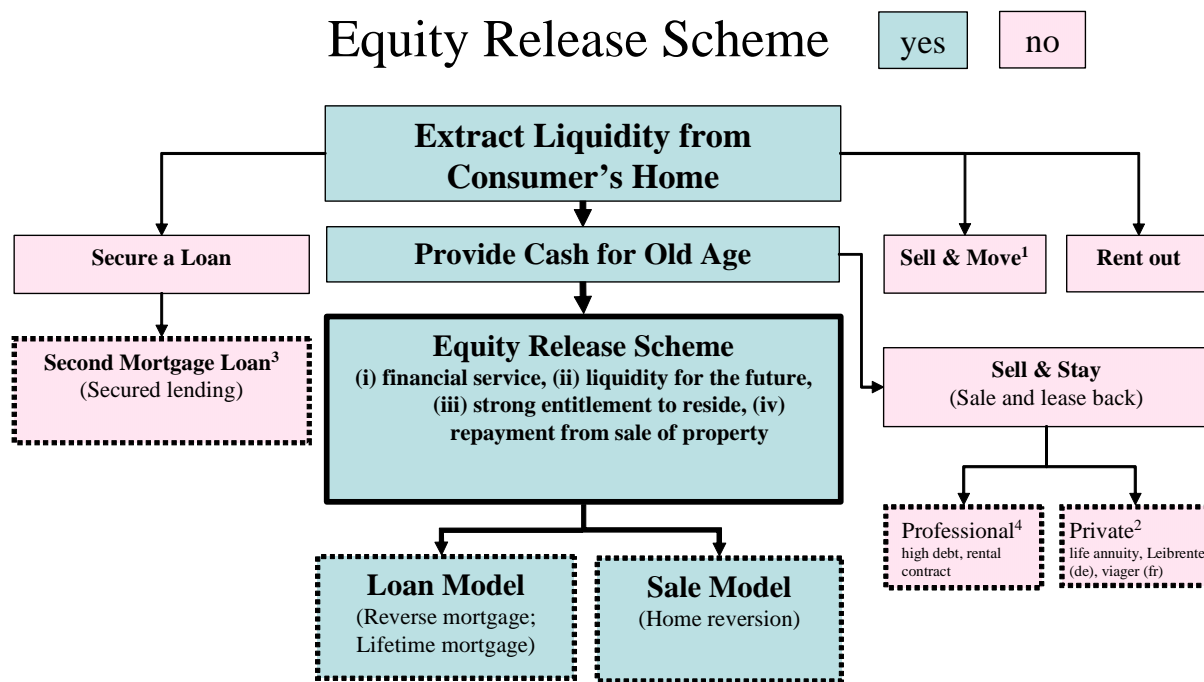 Equity Release Scheme
yes
no
Extract Liquidity from
Consumer’s Home
Secure a Loan
Provide Cash for Old Age
Sell & Move1
Rent out
Second Mortgage Loan3
(Secured lending)
Equity Release Scheme
(i) financial service, (ii) liquidity for the future,
(iii) strong entitlement to reside, (iv)
repayment from sale of property
Sell & Stay
(Sale and lease back)
Professional4
high debt, rental
contract
Private2
life annuity, Leibrente
(de), viager (fr)
Loan Model
(Reverse mortgage;
Lifetime mortgage)
Sale Model
(Home reversion)